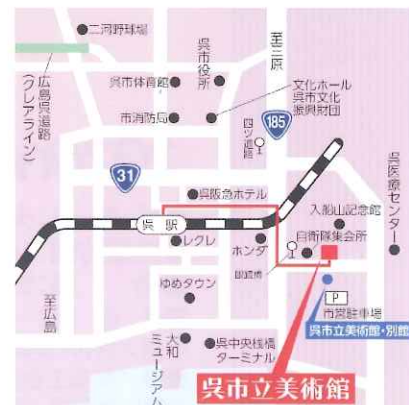 二河野球場
広島呉道路
(クレアライン)
呉市体育館
呉市役所
至三原
市消防局
文化ホール
呉市文化
振興財団
四ツ道路
185
31
呉阪急ホテル
呉医療センター
入船山記念館
呉駅
レクレ
ホンダ
自衛隊集会所
眼鏡橋
ゆめタウン
至広島
P
市営駐車場
呉市立美術館・別館
大和
ミュージアム
呉中央桟橋
ターミナル
呉市立美術館